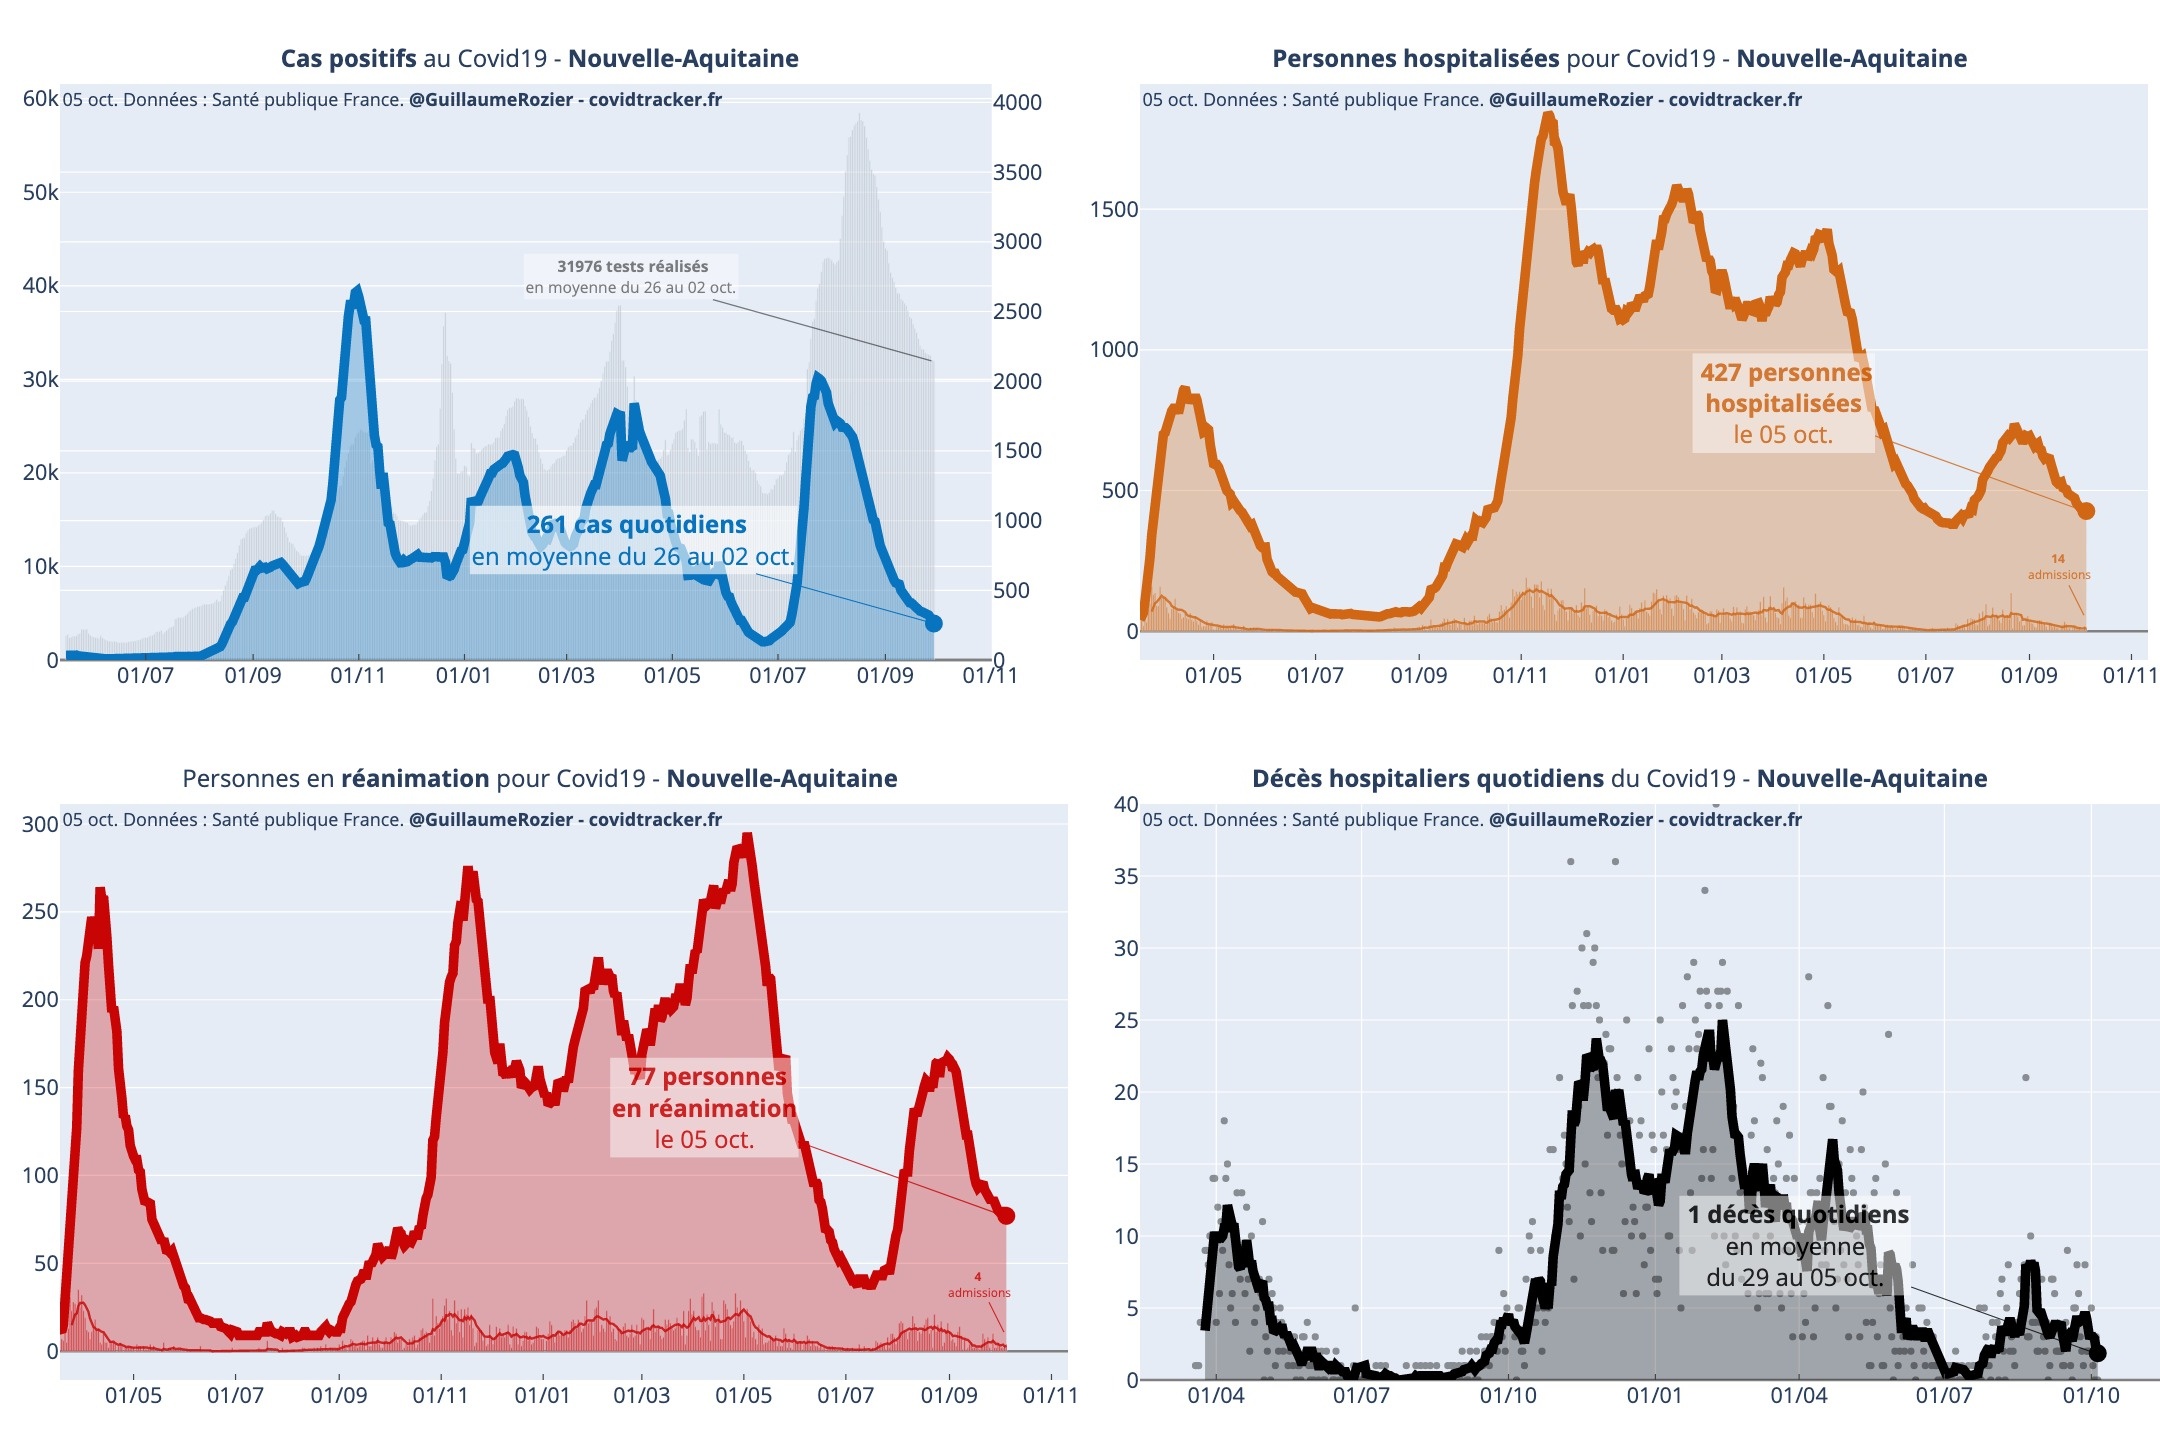 Cas positifs au Covid19 - Nouvelle-Aquitaine
05 oct. Données : Santé publique France. @GuillaumeRozier - covidtracker.fr
60k
50k
40k
30k
20k
10k
0
4000
3500
3000
2500
2000
1500
1000
500
0
31976 tests réalisés
en moyenne du 26 au 02 oct.
261 cas quotidiens
en moyenne du 26 au 02 oct.
01/07 01/09 01/11 01/01 01/03 01/05 01/07 01/09 01/11
Personnes hospitalisées pour Covid19 - Nouvelle-Aquitaine
05 oct. Données : Santé publique France. @GuillaumeRozier - covidtracker.fr
1500
1000
500
0
427 personnes
hospitalisées
le 05 oct.
14
admissions
01/05 01/07 01/09 01/11 01/01 01/03 01/05 01/07 01/09 01/11
Personnes en réanimation pour Covid19 - Nouvelle-Aquitaine
05 oct. Données : Santé publique France. @GuillaumeRozier - covidtracker.fr
300
250
200
150
100
50
0
77 personnes
en réanimation
le 05 oct.
4
admissions
01/05 01/07 01/09 01/11 01/01 01/03 01/05 01/07 01/09 01/11
Décès hospitaliers quotidiens du Covid19 - Nouvelle-Aquitaine
05 oct. Données : Santé publique France. @GuillaumeRozier - covidtracker.fr
40
35
30
25
20
15
10
5
0
1 décès quotidiens
en moyenne
du 29 au 05 oct.
01/04 01/07 01/10 01/01 01/04 01/07 01/10